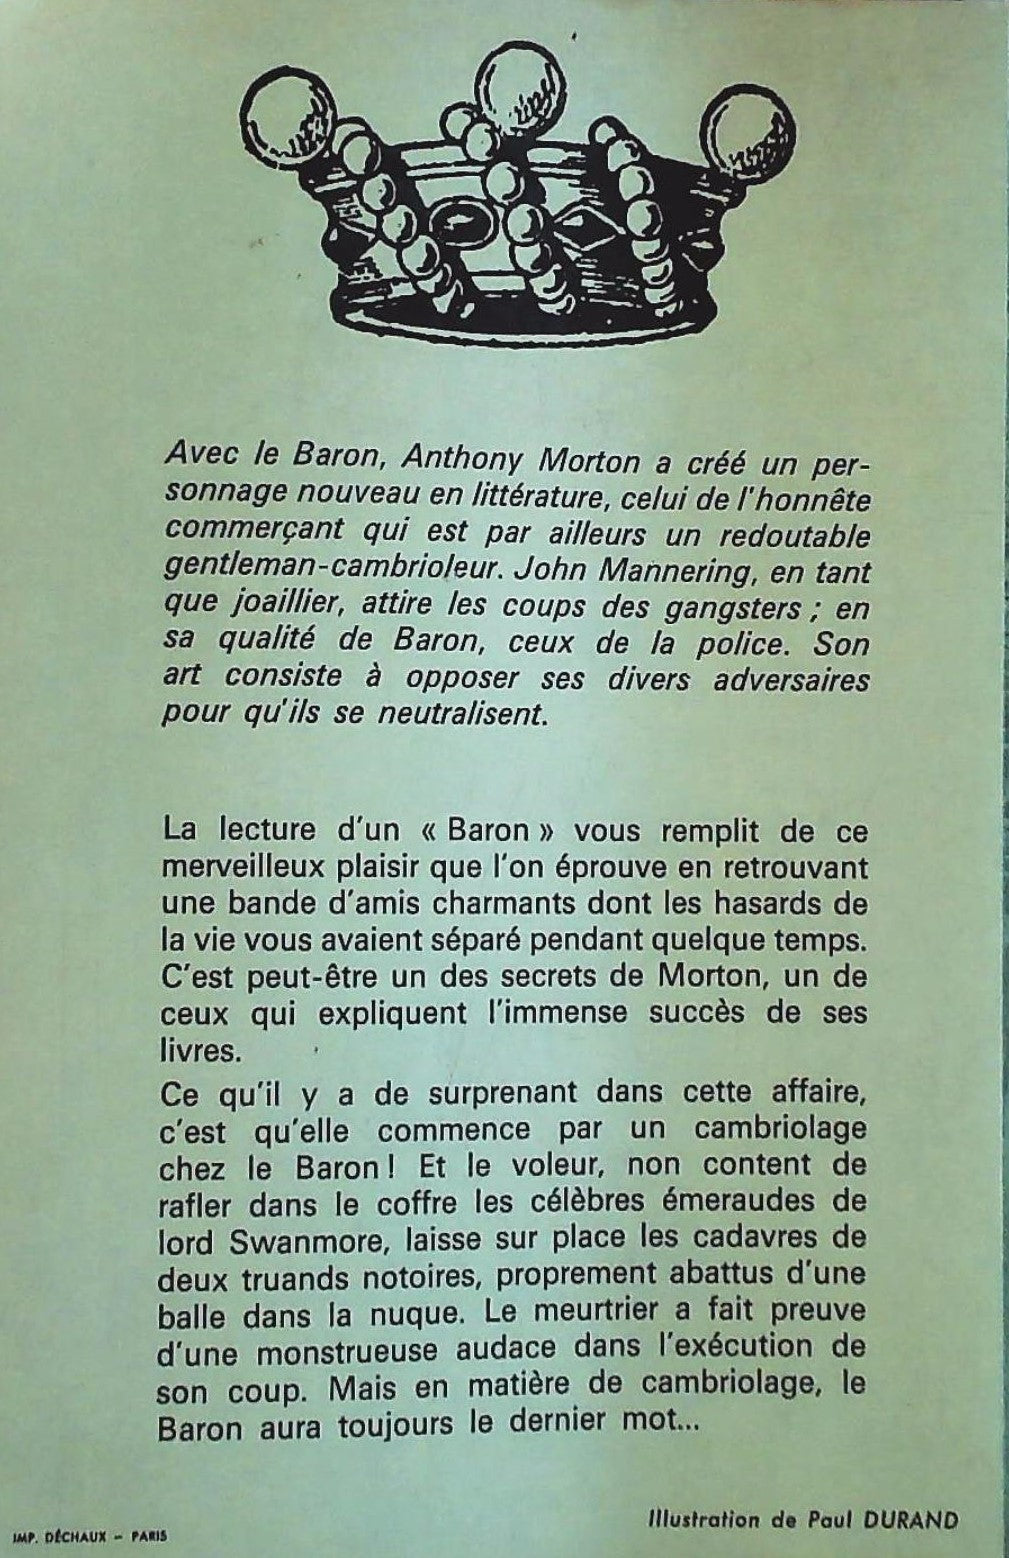 Avec le Baron, Anthony Morton a créé un per-
sonnage nouveau en littérature, celui de l'honnête
commerçant qui est par ailleurs un redoutable
gentleman-cambrioleur. John Mannering, en tant
que joaillier, attire les coups des gangsters ; en
sa qualité de Baron, ceux de la police. Son
art consiste à opposer ses divers adversaires
pour qu'ils se neutralisent.
La lecture d'un « Baron » vous remplit de ce
merveilleux plaisir que l'on éprouve en retrouvant
une bande d'amis charmants dont les hasards de
la vie vous avaient séparé pendant quelque temps.
C'est peut-être un des secrets de Morton, un de
ceux qui expliquent l'immense succès de ses
livres.
Ce qu'il y a de surprenant dans cette affaire,
c'est qu'elle commence par un cambriolage
chez le Baron! Et le voleur, non content de
rafler dans le coffre les célèbres émeraudes de
lord Swanmore, laisse sur place les cadavres de
deux truands notoires, proprement abattus d'une
balle dans la nuque. Le meurtrier a fait preuve
d'une monstrueuse audace dans l'exécution de
son coup. Mais en matière de cambriolage, le
Baron aura toujours le dernier mot...
Illustration de Paul DURAND
IMP. DÉCHAUX - PARIS